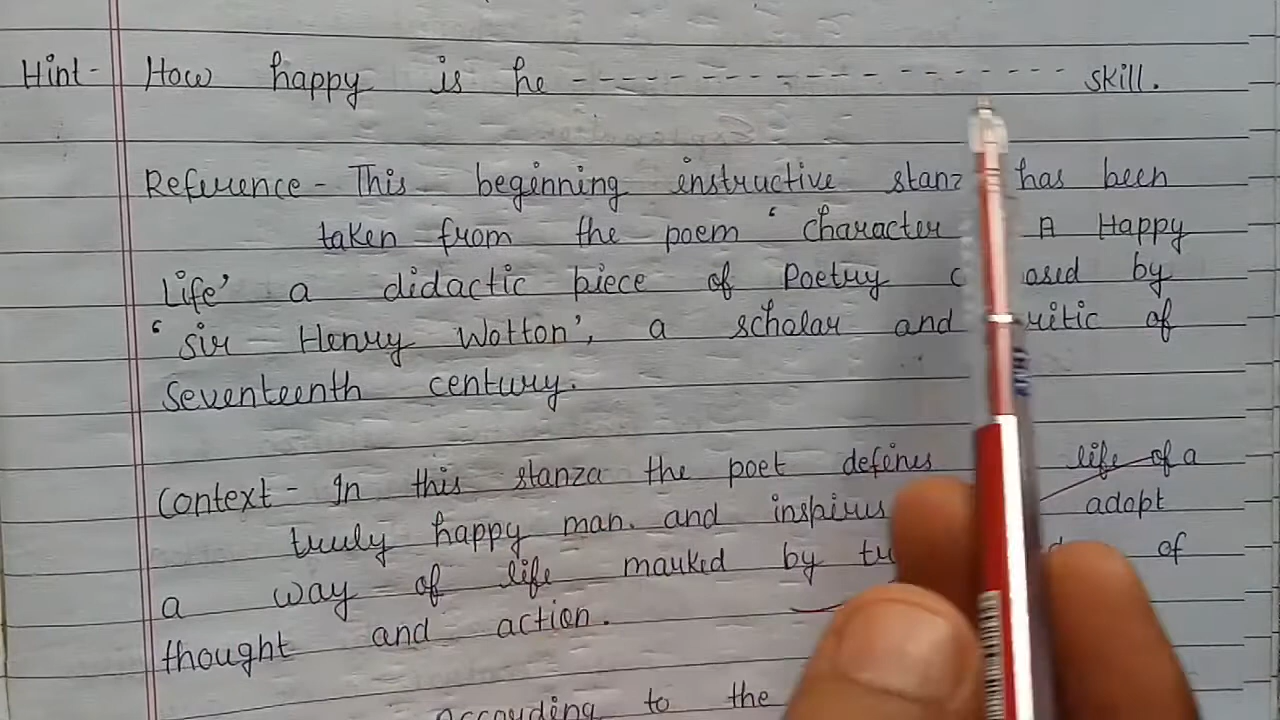 Hint- How happy is he - - - - - - - - - - - - - - - - - skill.
Reference - This beginning instructive has been
taken from the poem ' character A Happy
Life' a didactic piece of Poetry by
'Sir Henry Wotton', a scholar and of
Seventeenth century.
Context - In this stanza the poet defines life of a
truly happy man. and inspires adopt
a way of life marked by of
thought and action.
According to the